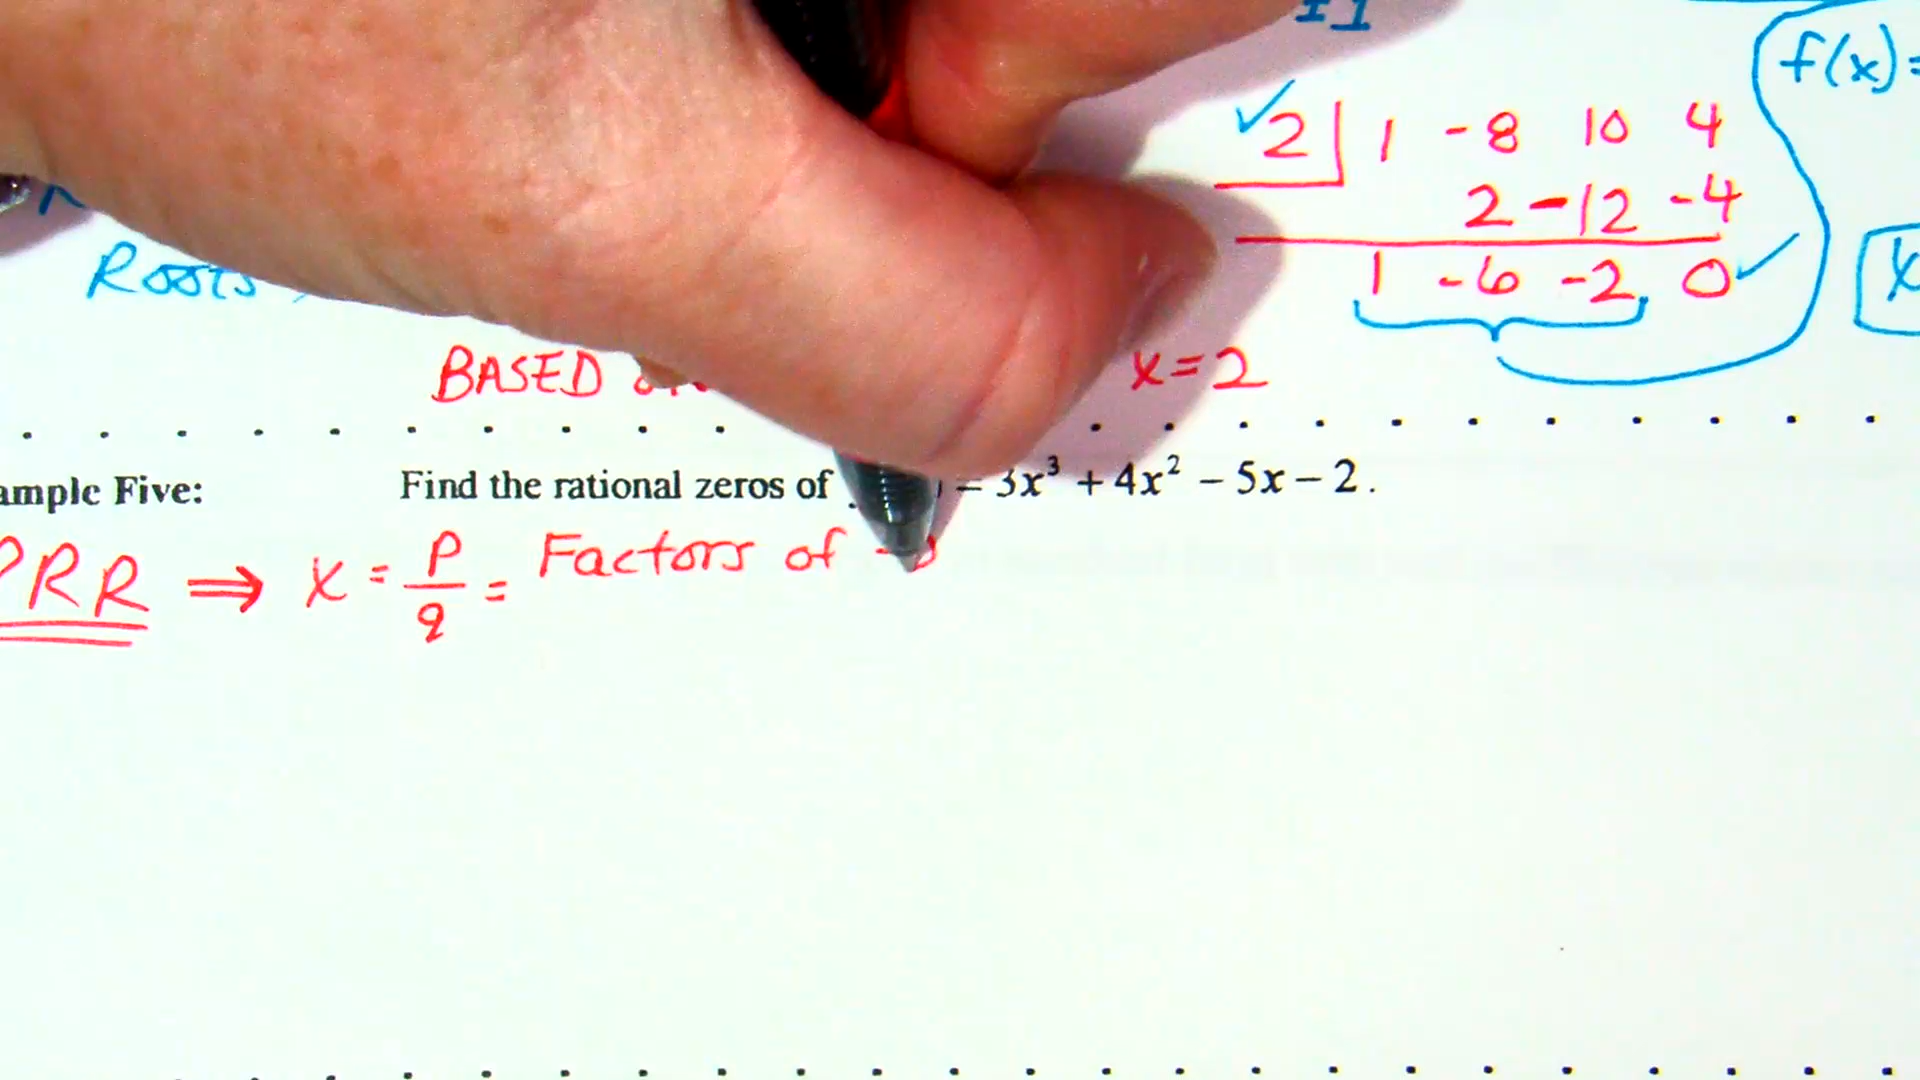 ±1
f(x)=
2 | 1 -8 10 4
2 -12 -4
1 -6 -2 0
ROOTS
BASED
x=2
ample Five: Find the rational zeros of = 3x³ + 4x² − 5x − 2.
PRR ⇒ x = p/q = Factors of